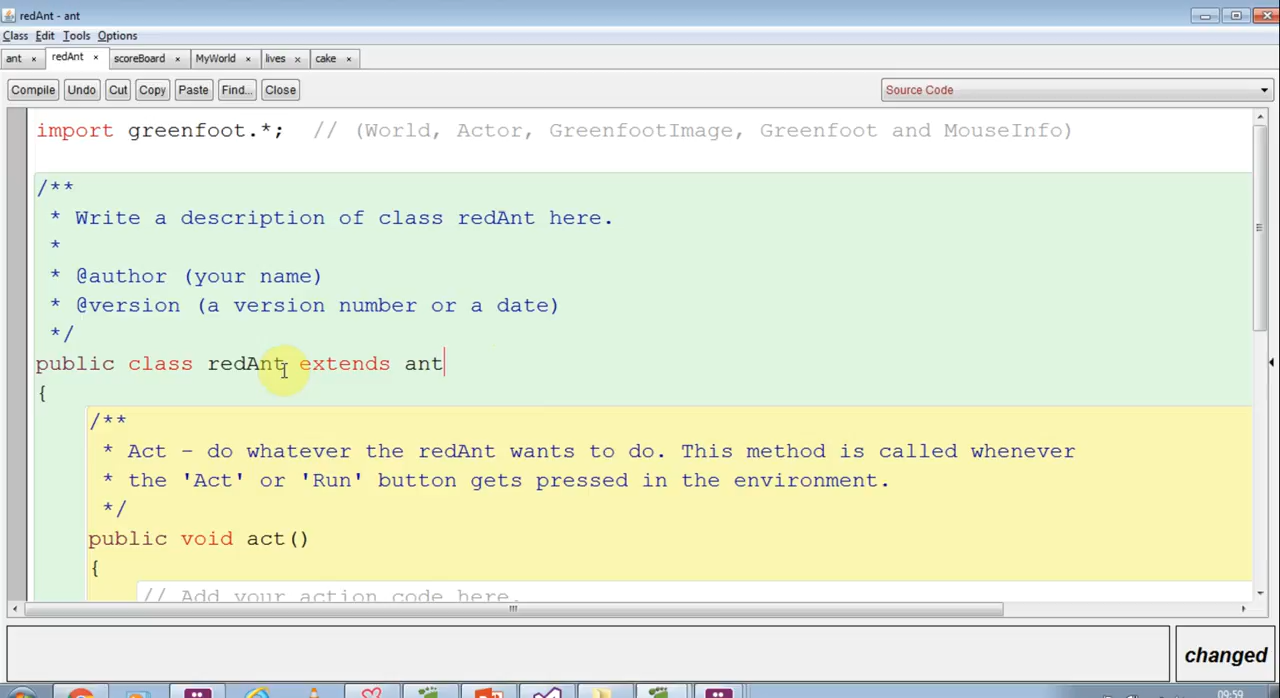 redAnt - ant
Class Edit Tools Options
ant × redAnt × scoreBoard × MyWorld × lives × cake ×
Compile Undo Cut Copy Paste Find... Close Source Code
import greenfoot.*;  // (World, Actor, GreenfootImage, Greenfoot and MouseInfo)
/**
* Write a description of class redAnt here.
*
* @author (your name)
* @version (a version number or a date)
*/
public class redAnt extends ant
{
/**
* Act - do whatever the redAnt wants to do. This method is called whenever
* the 'Act' or 'Run' button gets pressed in the environment.
*/
public void act()
{
// Add your action code here.
changed
09:59